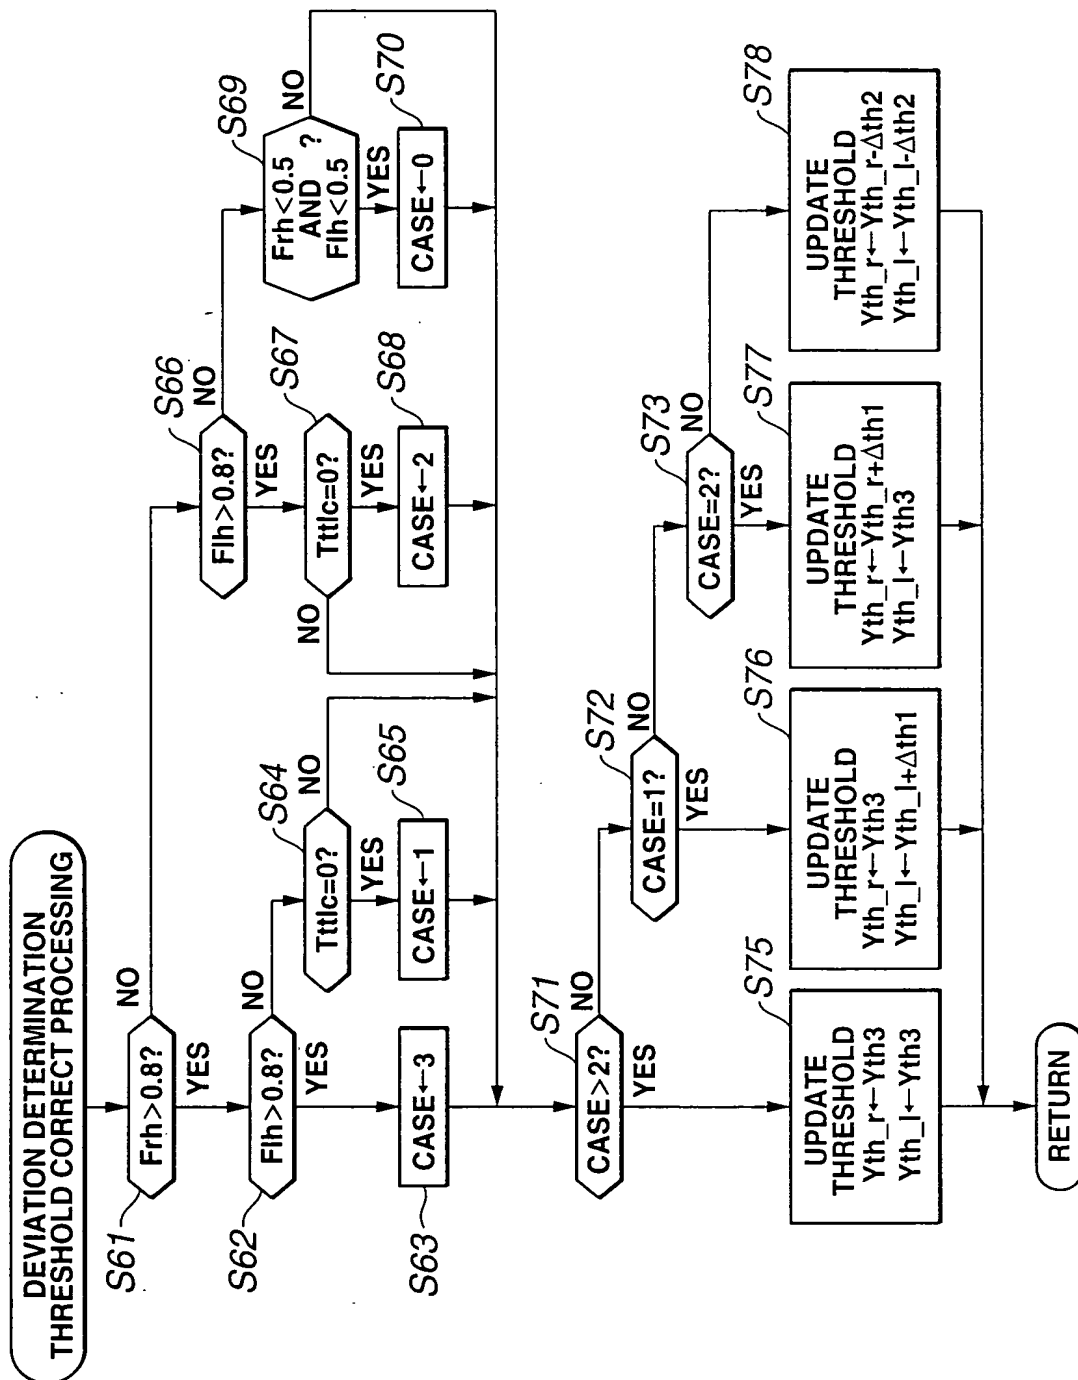 DEVIATION DETERMINATION
THRESHOLD CORRECT PROCESSING
S61
Frh>0.8?
NO
YES
S62
Flh>0.8?
NO
YES
S63
CASE←3
S64
Tttlc=0?
NO
YES
S65
CASE←1
S66
Flh>0.8?
NO
YES
S67
Tttlc=0?
NO
YES
S68
CASE←2
S69
Frh<0.5
AND ?
Flh<0.5
NO
YES
S70
CASE←0
S71
CASE>2?
NO
YES
S72
CASE=1?
NO
YES
S73
CASE=2?
NO
YES
S75
UPDATE
THRESHOLD
Yth_r←Yth3
Yth_l←Yth3
S76
UPDATE
THRESHOLD
Yth_r←Yth3
Yth_l←Yth_l+Δth1
S77
UPDATE
THRESHOLD
Yth_r←Yth_r+Δth1
Yth_l←Yth3
S78
UPDATE
THRESHOLD
Yth_r←Yth_r-Δth2
Yth_l←Yth_l-Δth2
RETURN